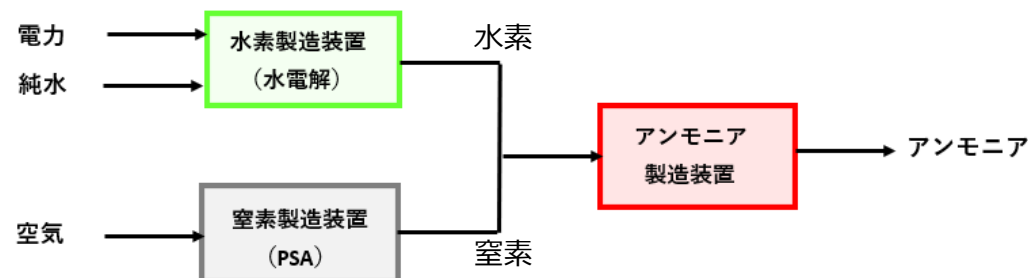 電力
純水
水素製造装置
（水電解）
水素
空気
窒素製造装置
（PSA）
窒素
アンモニア
製造装置
アンモニア